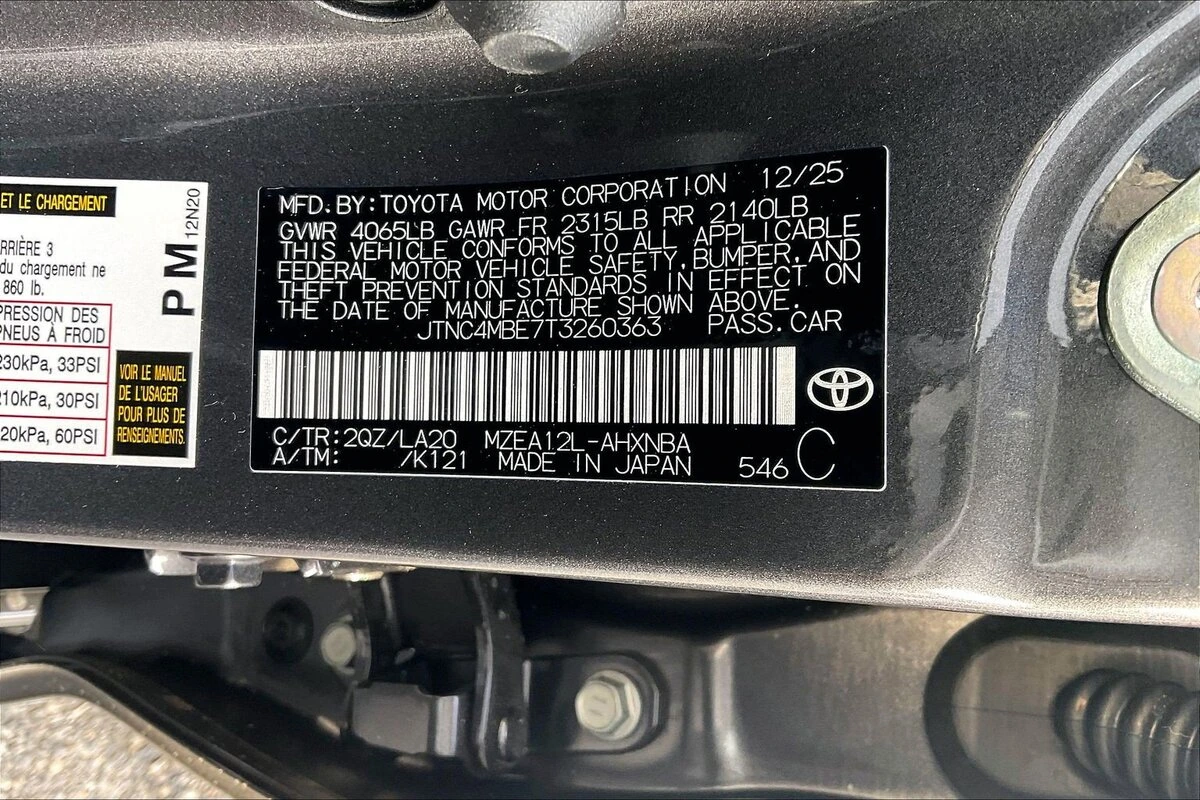 ET LE CHARGEMENT
RRIÈRE 3
du chargement ne
860 lb.
PM
12N20
PRESSION DES
PNEUS À FROID
230kPa, 33PSI
210kPa, 30PSI
20kPa, 60PSI
VOIR LE MANUEL
DE L'USAGER
POUR PLUS DE
RENSEIGNEMENTS.
MFD.BY:TOYOTA MOTOR CORPORATION 12/25
GVWR 4065LB GAWR FR 2315LB RR 2140LB
THIS VEHICLE CONFORMS TO ALL APPLICABLE
FEDERAL MOTOR VEHICLE SAFETY,BUMPER,AND
THEFT PREVENTION STANDARDS IN EFFECT ON
THE DATE OF MANUFACTURE SHOWN ABOVE.
JTNC4MBE7T3260363 PASS.CAR
C/TR:2QZ/LA20 MZEA12L-AHXNBA
A/TM: /K121 MADE IN JAPAN 546 C